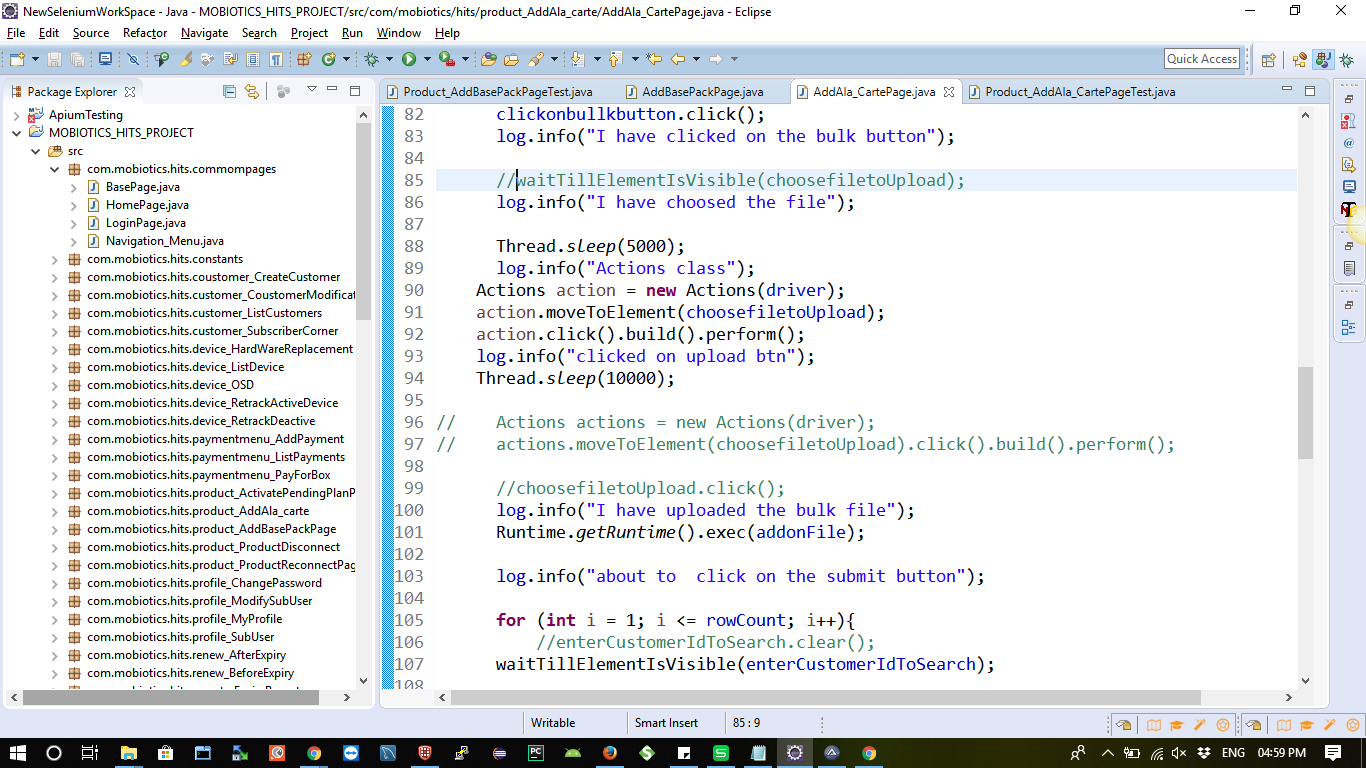 NewSeleniumWorkSpace - Java - MOBIOTICS_HITS_PROJECT/src/com/mobiotics/hits/product_AddAla_carte/AddAla_CartePage.java - Eclipse
File Edit Source Refactor Navigate Search Project Run Window Help
Quick Access
Package Explorer
ApiumTesting
MOBIOTICS_HITS_PROJECT
src
com.mobiotics.hits.commompages
BasePage.java
HomePage.java
LoginPage.java
Navigation_Menu.java
com.mobiotics.hits.constants
com.mobiotics.hits.coustomer_CreateCustomer
com.mobiotics.hits.customer_CoustomerModificat
com.mobiotics.hits.customer_ListCustomers
com.mobiotics.hits.customer_SubscriberCorner
com.mobiotics.hits.device_HardWareReplacement
com.mobiotics.hits.device_ListDevice
com.mobiotics.hits.device_OSD
com.mobiotics.hits.device_RetrackActiveDevice
com.mobiotics.hits.device_RetrackDeactive
com.mobiotics.hits.paymentmenu_AddPayment
com.mobiotics.hits.paymentmenu_ListPayments
com.mobiotics.hits.paymentmenu_PayForBox
com.mobiotics.hits.product_ActivatePendingPlanP
com.mobiotics.hits.product_AddAla_carte
com.mobiotics.hits.product_AddBasePackPage
com.mobiotics.hits.product_ProductDisconnect
com.mobiotics.hits.product_ProductReconnectPag
com.mobiotics.hits.profile_ChangePassword
com.mobiotics.hits.profile_ModifySubUser
com.mobiotics.hits.profile_MyProfile
com.mobiotics.hits.profile_SubUser
com.mobiotics.hits.renew_AfterExpiry
com.mobiotics.hits.renew_BeforeExpiry
Product_AddBasePackPageTest.java AddBasePackPage.java AddAla_CartePage.java Product_AddAla_CartePageTest.java
82 clickonbullkbutton.click();
83 log.info("I have clicked on the bulk button");
84
85 //waitTillElementIsVisible(choosefiletoUpload);
86 log.info("I have choosed the file");
87
88 Thread.sleep(5000);
89 log.info("Actions class");
90 Actions action = new Actions(driver);
91 action.moveToElement(choosefiletoUpload);
92 action.click().build().perform();
93 log.info("clicked on upload btn");
94 Thread.sleep(10000);
95
96 // Actions actions = new Actions(driver);
97 // actions.moveToElement(choosefiletoUpload).click().build().perform();
98
99 //choosefiletoUpload.click();
100 log.info("I have uploaded the bulk file");
101 Runtime.getRuntime().exec(addonFile);
102
103 log.info("about to  click on the submit button");
104
105 for (int i = 1; i <= rowCount; i++){
106 //enterCustomerIdToSearch.clear();
107 waitTillElementIsVisible(enterCustomerIdToSearch);
108
Writable Smart Insert 85 : 9
ENG 04:59 PM